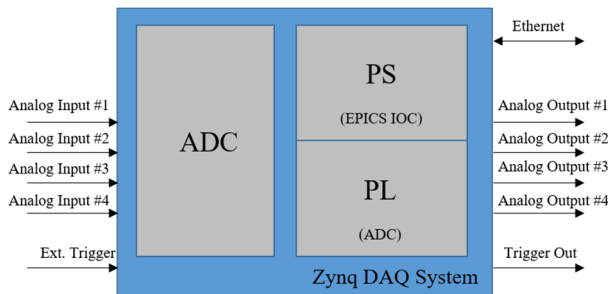 Ethernet
Analog Input #1
Analog Input #2
Analog Input #3
Analog Input #4
Ext. Trigger
ADC
PS
(EPICS IOC)
PL
(ADC)
Analog Output #1
Analog Output #2
Analog Output #3
Analog Output #4
Trigger Out
Zynq DAQ System